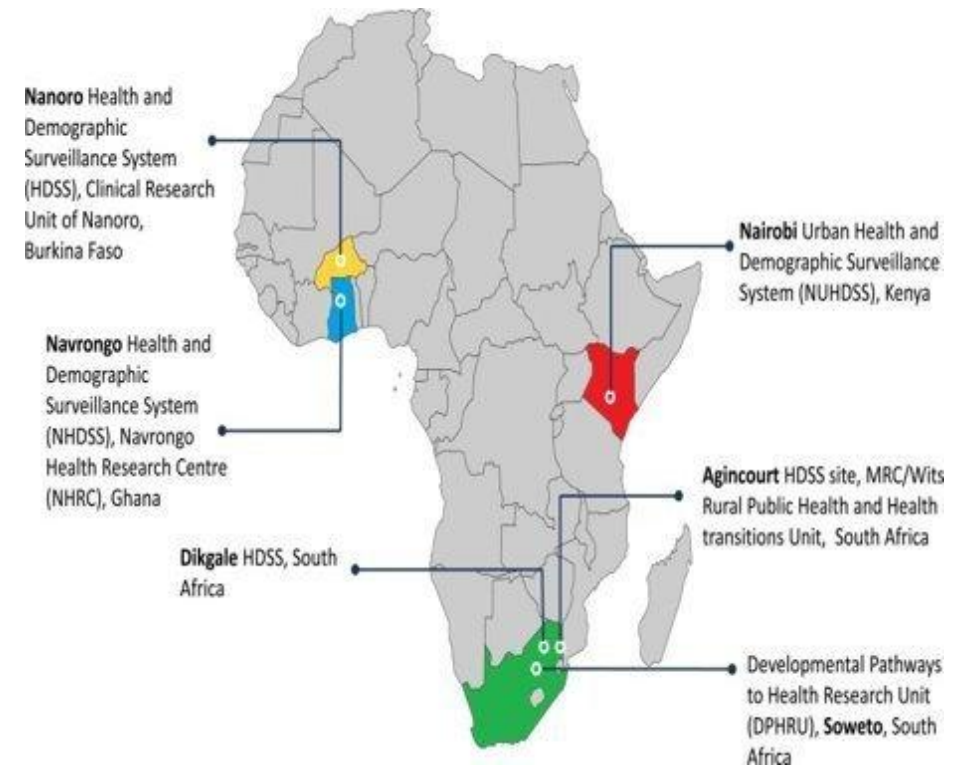 Nanoro Health and
Demographic
Surveillance System
(HDSS), Clinical Research
Unit of Nanoro,
Burkina Faso
Nairobi Urban Health and
Demographic Surveillance
System (NUHDSS), Kenya
Navrongo Health and
Demographic
Surveillance System
(NHDSS), Navrongo
Health Research Centre
(NHRC), Ghana
Agincourt HDSS site, MRC/Wits
Rural Public Health and Health
transitions Unit, South Africa
Dikgale HDSS, South
Africa
Developmental Pathways
to Health Research Unit
(DPHRU), Soweto, South
Africa